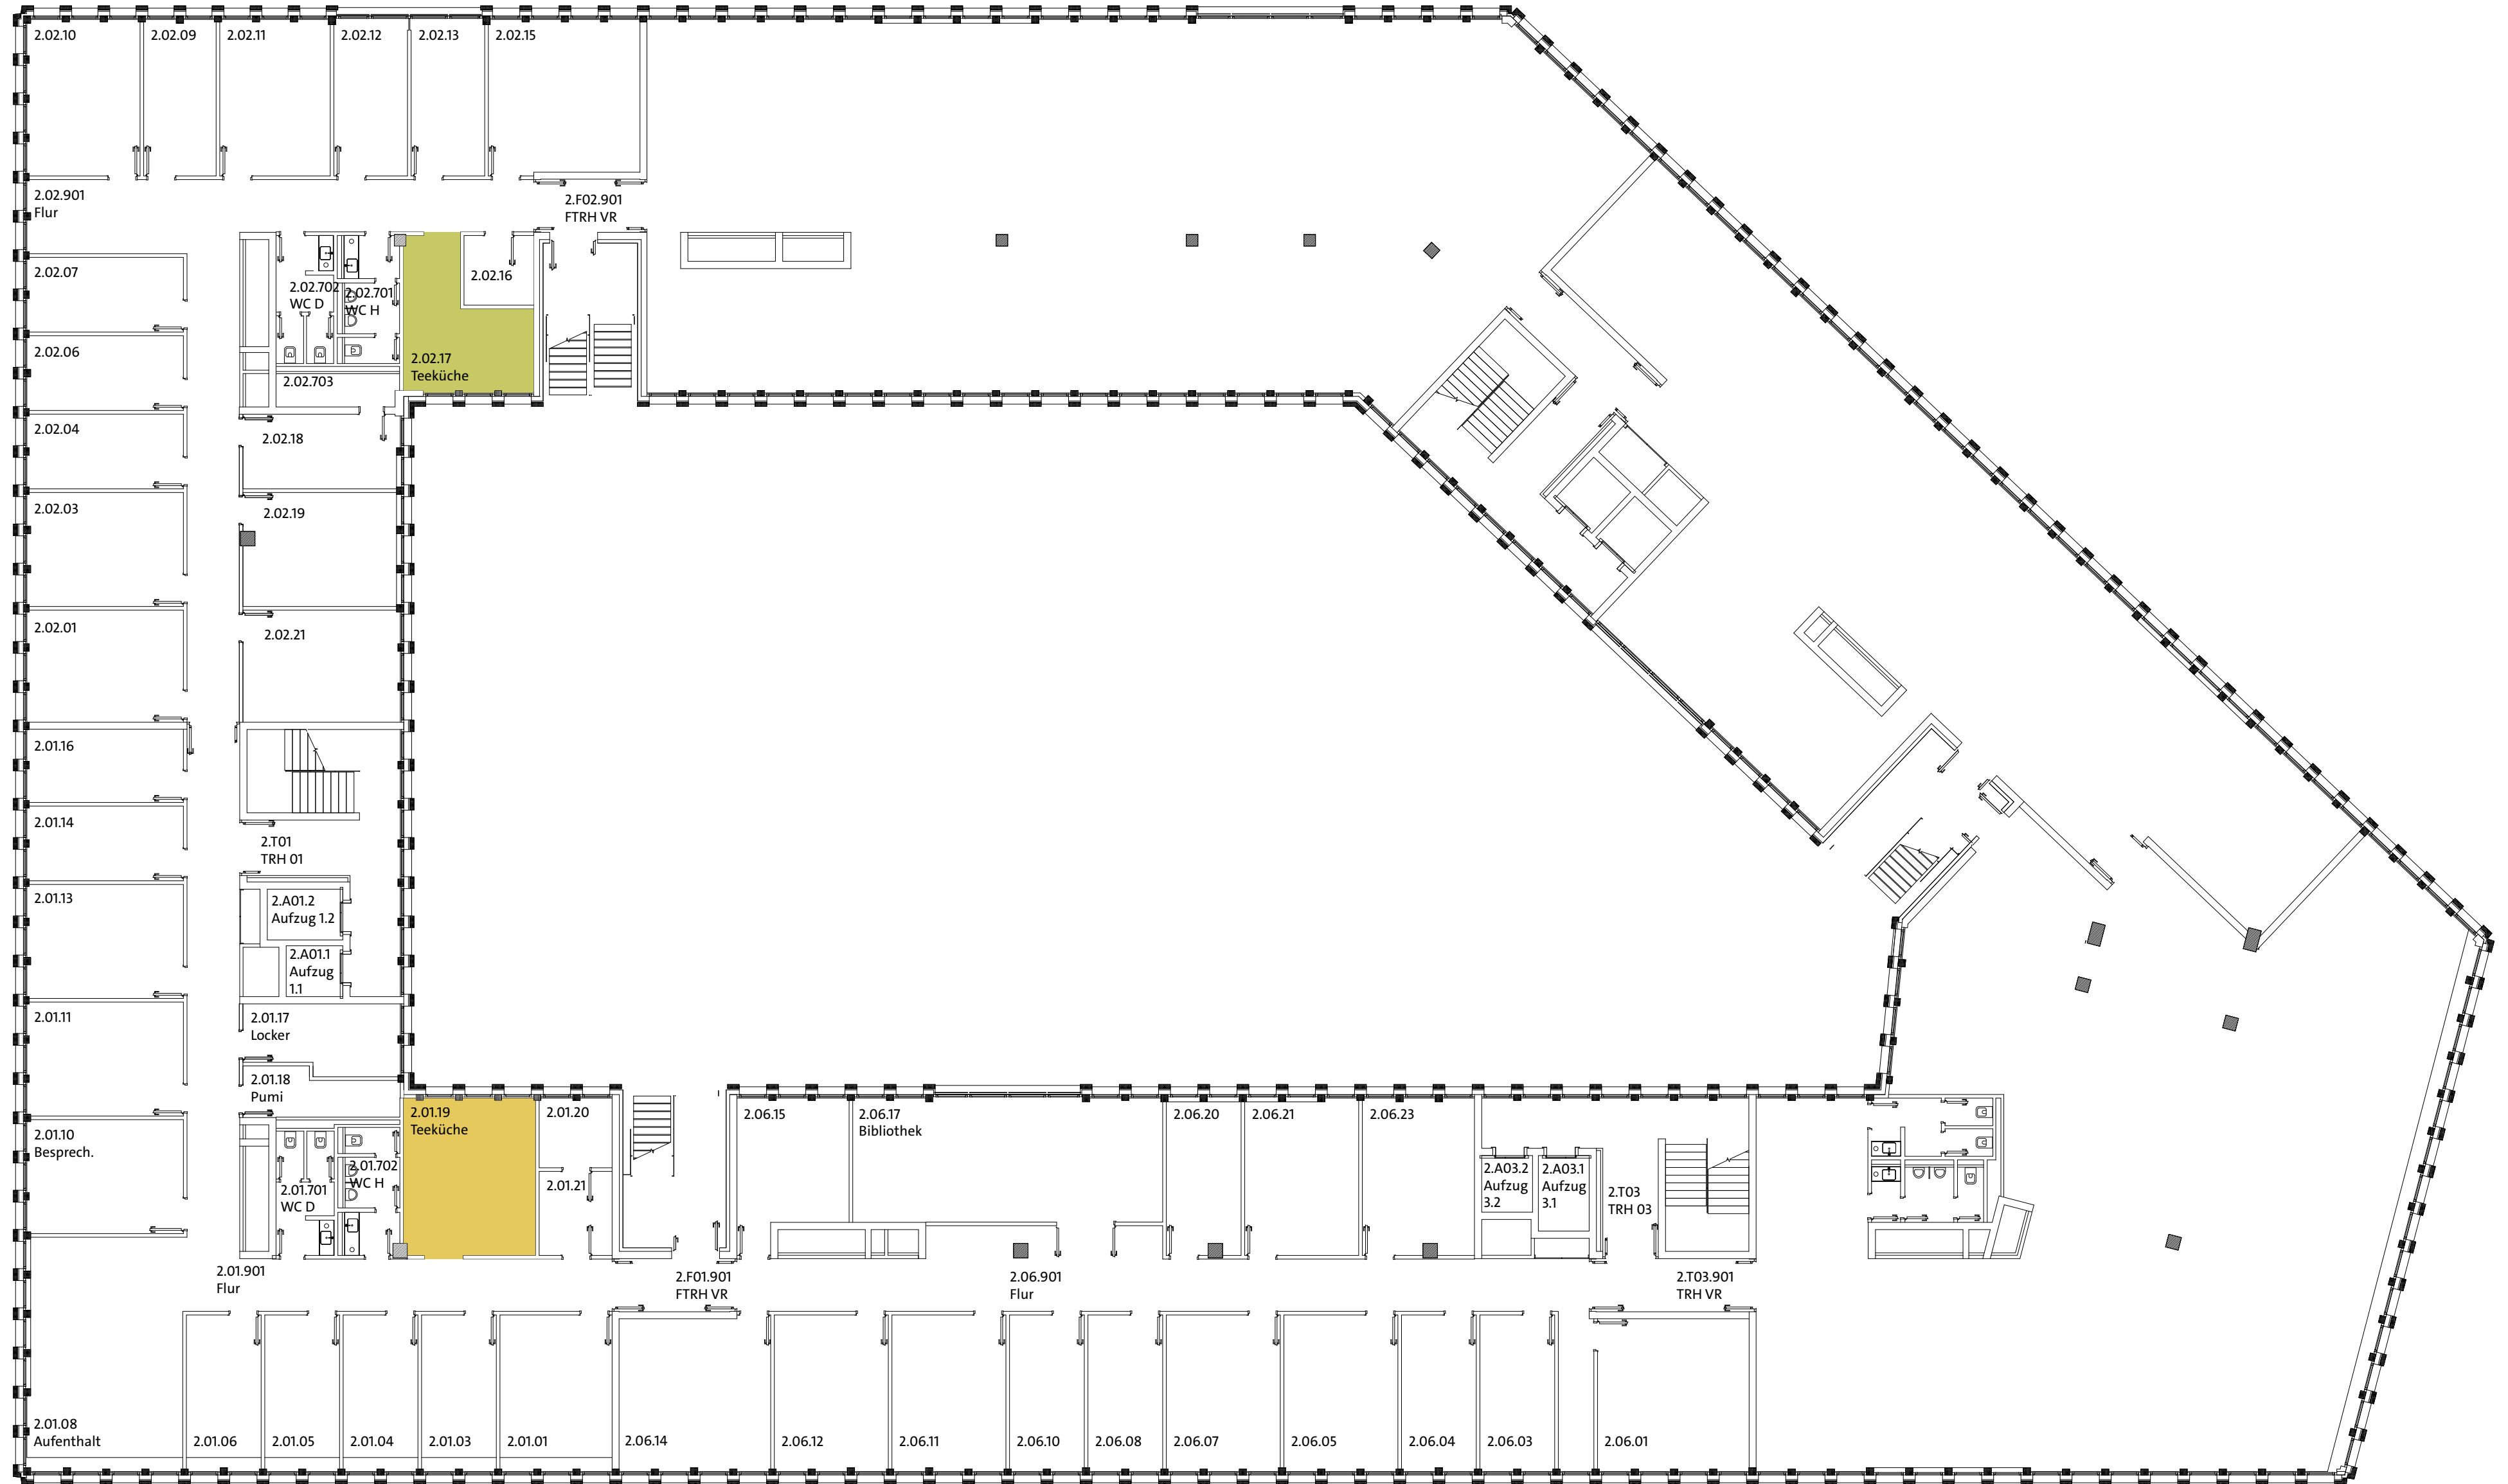 2.02.10
2.02.09
2.02.11
2.02.12
2.02.13
2.02.15
2.02.901
Flur
2.F02.901
FTRH VR
2.02.07
2.02.702
WC D
2.02.701
WC H
2.02.16
2.02.06
2.02.17
Teeküche
2.02.703
2.02.04
2.02.18
2.02.03
2.02.19
2.02.01
2.02.21
2.01.16
2.01.14
2.T01
TRH 01
2.01.13
2.A01.2
Aufzug 1.2
2.A01.1
Aufzug
1.1
2.01.11
2.01.17
Locker
2.01.18
Pumi
2.01.10
Besprech.
2.01.701
WC D
2.01.702
WC H
2.01.19
Teeküche
2.01.20
2.01.21
2.06.15
2.06.17
Bibliothek
2.06.20
2.06.21
2.06.23
2.A03.2
Aufzug
3.2
2.A03.1
Aufzug
3.1
2.T03
TRH 03
2.01.901
Flur
2.F01.901
FTRH VR
2.06.901
Flur
2.T03.901
TRH VR
2.01.08
Aufenthalt
2.01.06
2.01.05
2.01.04
2.01.03
2.01.01
2.06.14
2.06.12
2.06.11
2.06.10
2.06.08
2.06.07
2.06.05
2.06.04
2.06.03
2.06.01